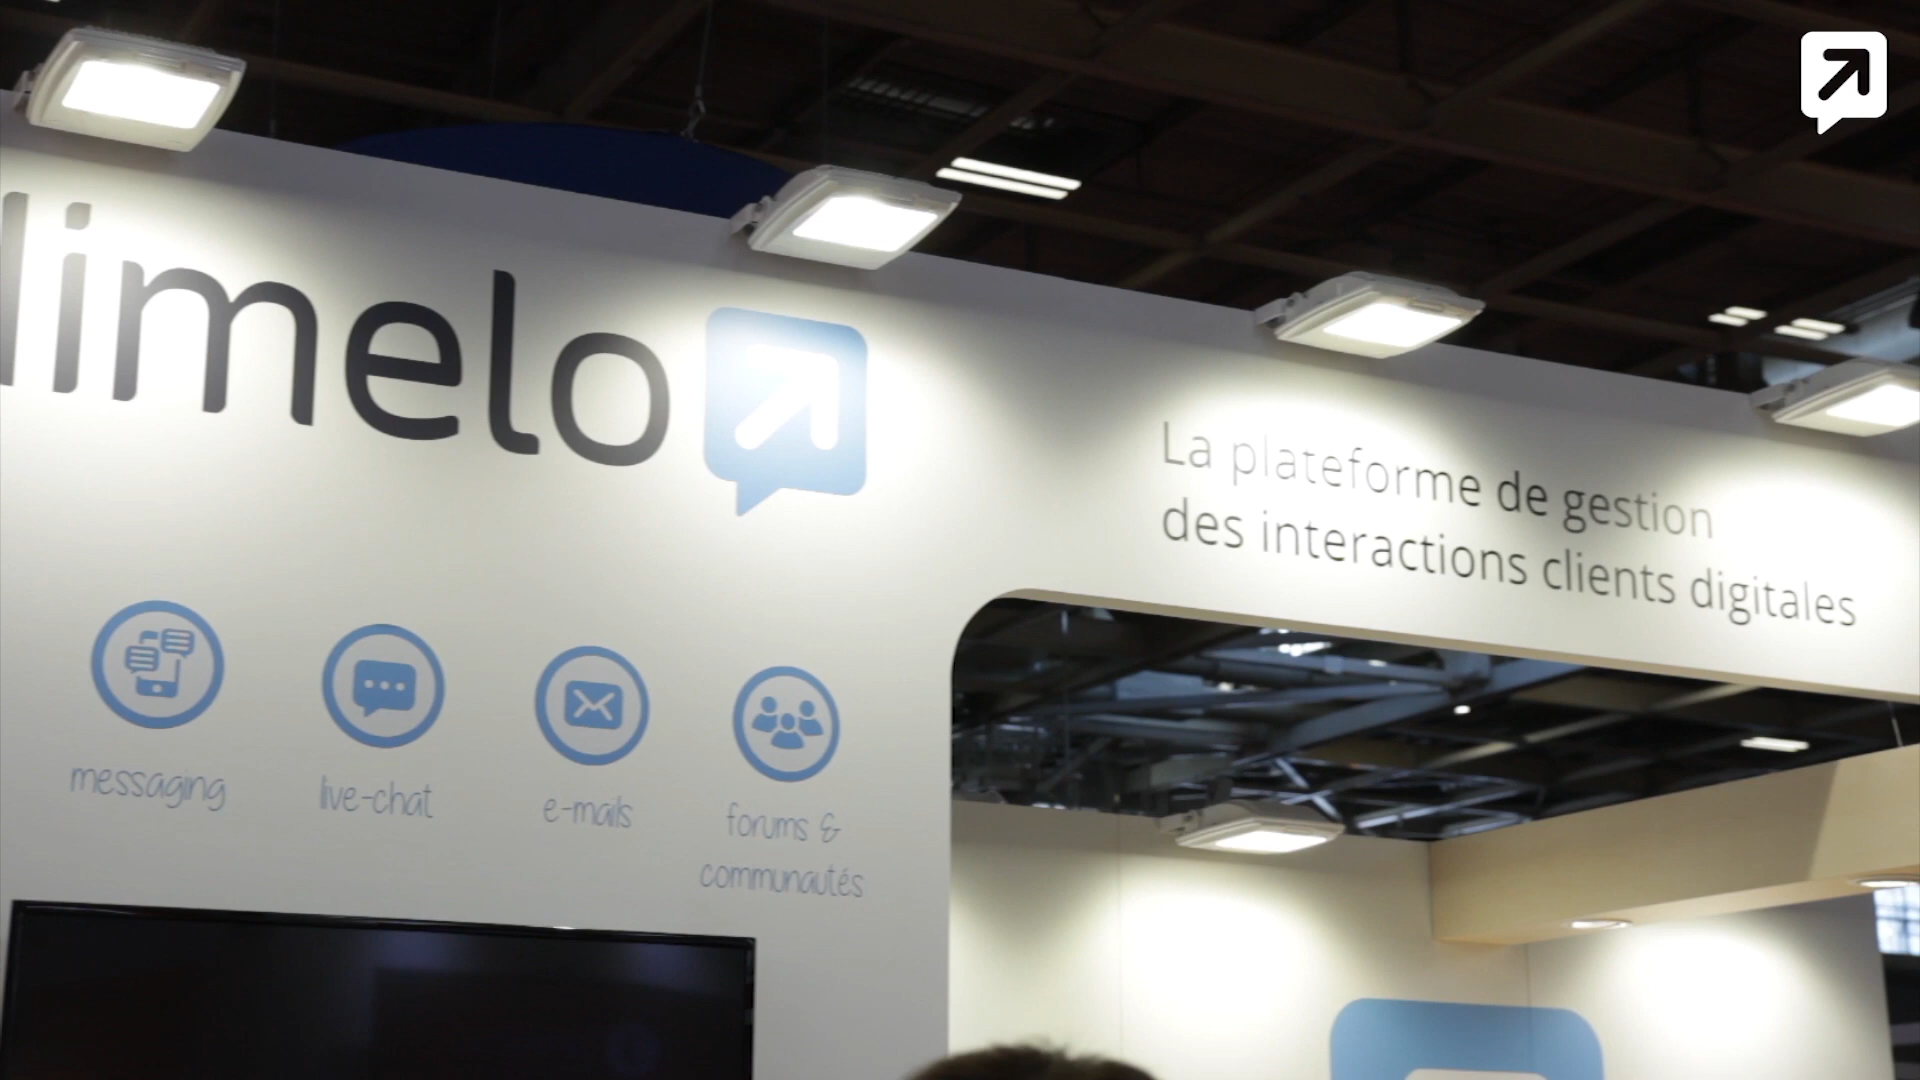 dimelo
La plateforme de gestion
des interactions clients digitales
messaging
live-chat
e-mails
forums &
communautés